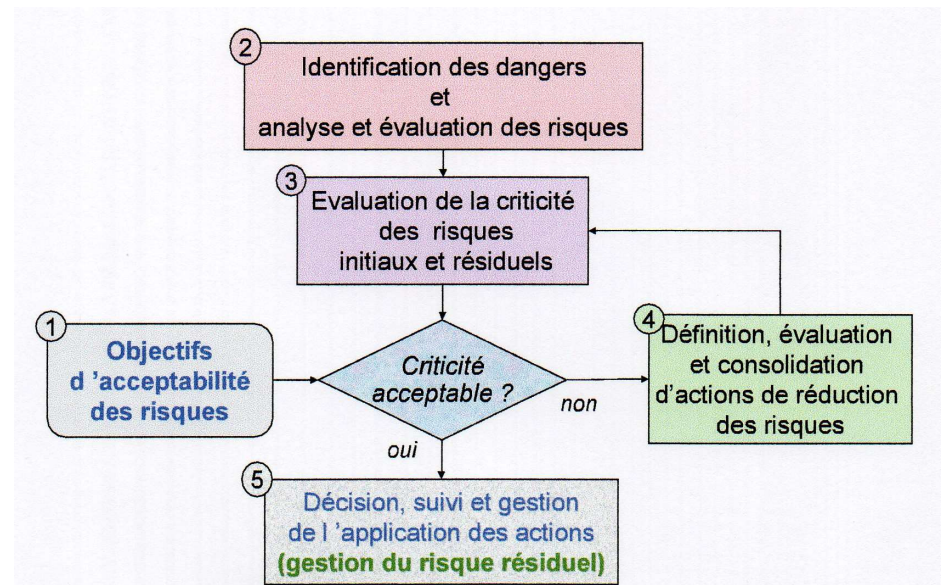 2
Identification des dangers
et
analyse et évaluation des risques
3
Evaluation de la criticité
des risques
initiaux et résiduels
1
Objectifs
d ’acceptabilité
des risques
Criticité
acceptable ?
non
oui
4
Définition, évaluation
et consolidation
d’actions de réduction
des risques
5
Décision, suivi et gestion
de l ’application des actions
(gestion du risque résiduel)